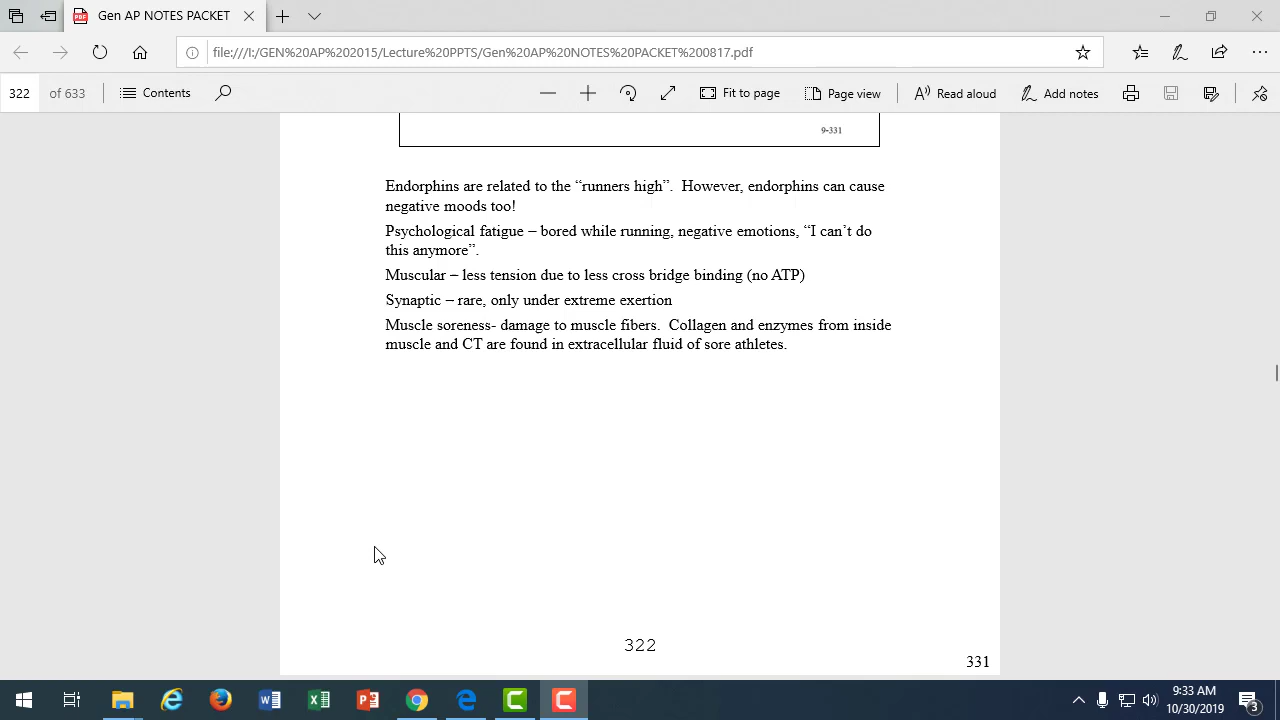 Gen AP NOTES PACKET
file:///I:/GEN%20AP%202015/Lecture%20PPTS/Gen%20AP%20NOTES%20PACKET%200817.pdf
322 of 633 Contents Fit to page Page view Read aloud Add notes
9-331
Endorphins are related to the “runners high”.  However, endorphins can cause
negative moods too!
Psychological fatigue – bored while running, negative emotions, “I can’t do
this anymore”.
Muscular – less tension due to less cross bridge binding (no ATP)
Synaptic – rare, only under extreme exertion
Muscle soreness- damage to muscle fibers.  Collagen and enzymes from inside
muscle and CT are found in extracellular fluid of sore athletes.
322
331
9:33 AM
10/30/2019
3